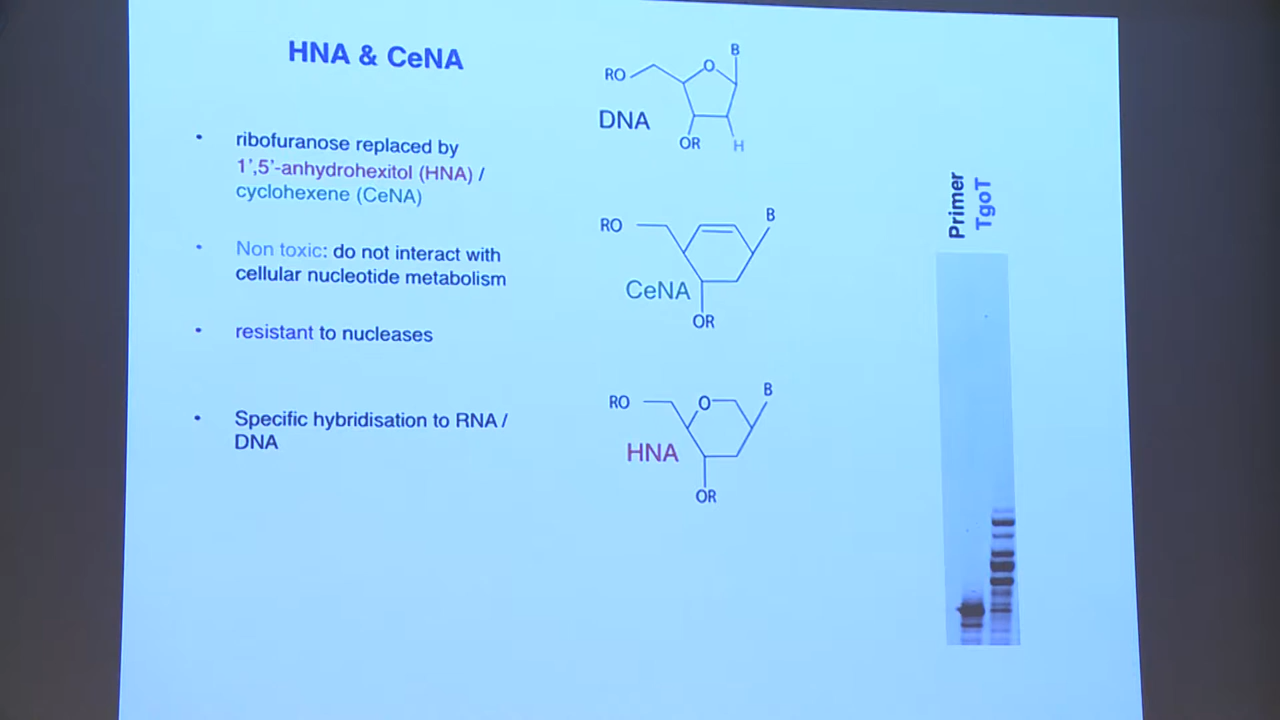 HNA & CeNA
• ribofuranose replaced by
1’,5’-anhydrohexitol (HNA) /
cyclohexene (CeNA)
• Non toxic: do not interact with
cellular nucleotide metabolism
• resistant to nucleases
• Specific hybridisation to RNA /
DNA
B
RO
O
DNA
OR
H
B
RO
CeNA
OR
B
RO
O
HNA
OR
Primer
TgoT